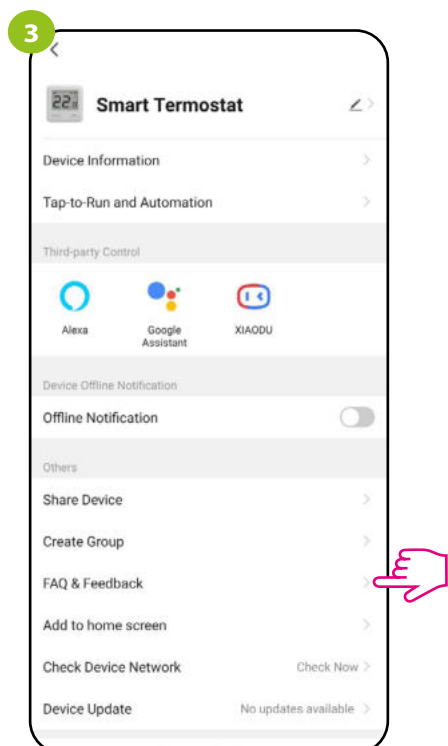 3
22
Smart Termostat
Device Information
Tap-to-Run and Automation
Third-party Control
Alexa
Google
Assistant
XIAODU
Device Offline Notification
Offline Notification
Others
Share Device
Create Group
FAQ & Feedback
Add to home screen
Check Device Network Check Now
Device Update No updates available